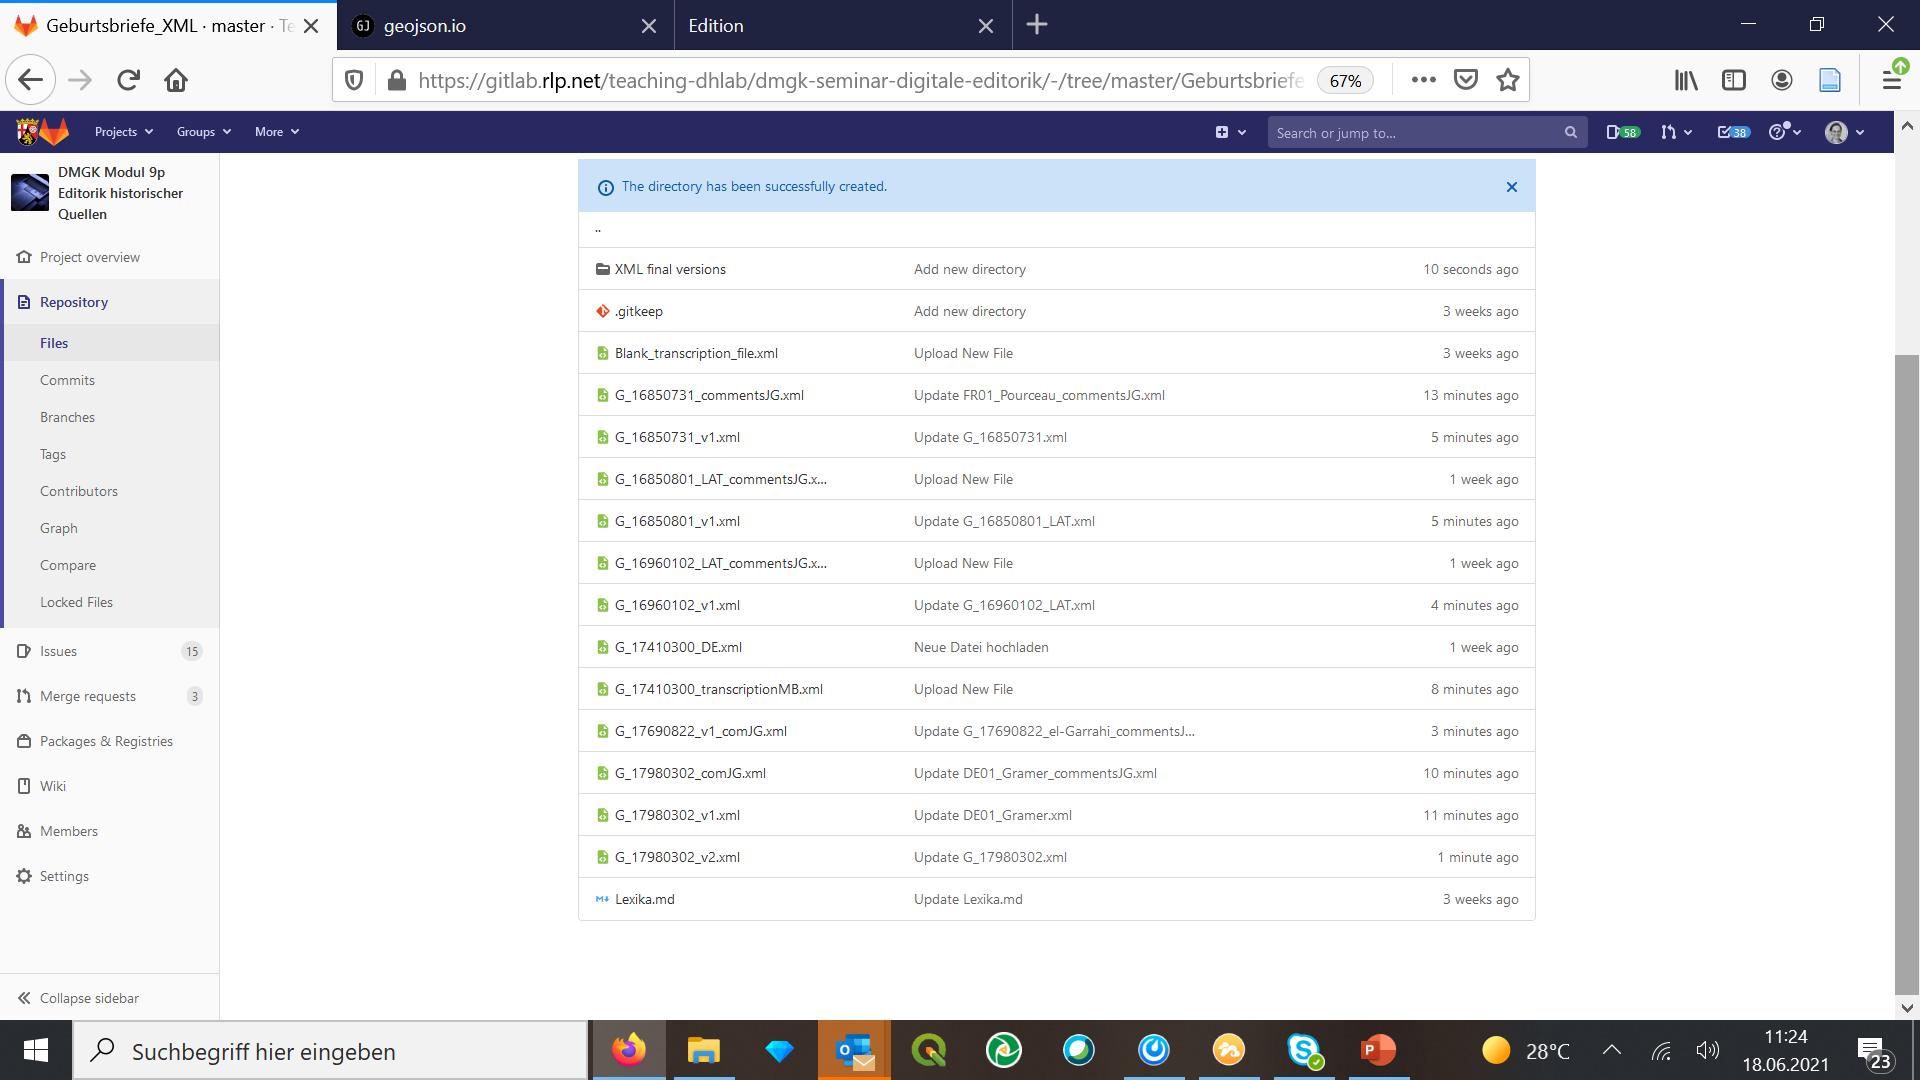 Geburtsbriefe_XML · master · Te
geojson.io
Edition
https://gitlab.rlp.net/teaching-dhlab/dmgk-seminar-digitale-editorik/-/tree/master/Geburtsbriefe
67%
Projects
Groups
More
Search or jump to...
58
38
DMGK Modul 9p
Editorik historischer
Quellen
Project overview
Repository
Files
Commits
Branches
Tags
Contributors
Graph
Compare
Locked Files
Issues 15
Merge requests 3
Packages & Registries
Wiki
Members
Settings
Collapse sidebar
The directory has been successfully created.
..
XML final versions Add new directory 10 seconds ago
.gitkeep Add new directory 3 weeks ago
Blank_transcription_file.xml Upload New File 3 weeks ago
G_16850731_commentsJG.xml Update FR01_Pourceau_commentsJG.xml 13 minutes ago
G_16850731_v1.xml Update G_16850731.xml 5 minutes ago
G_16850801_LAT_commentsJG.x... Upload New File 1 week ago
G_16850801_v1.xml Update G_16850801_LAT.xml 5 minutes ago
G_16960102_LAT_commentsJG.x... Upload New File 1 week ago
G_16960102_v1.xml Update G_16960102_LAT.xml 4 minutes ago
G_17410300_DE.xml Neue Datei hochladen 1 week ago
G_17410300_transcriptionMB.xml Upload New File 8 minutes ago
G_17690822_v1_comJG.xml Update G_17690822_el-Garrahi_commentsJ... 3 minutes ago
G_17980302_comJG.xml Update DE01_Gramer_commentsJG.xml 10 minutes ago
G_17980302_v1.xml Update DE01_Gramer.xml 11 minutes ago
G_17980302_v2.xml Update G_17980302.xml 1 minute ago
Lexika.md Update Lexika.md 3 weeks ago
Suchbegriff hier eingeben
28°C
11:24
18.06.2021
23